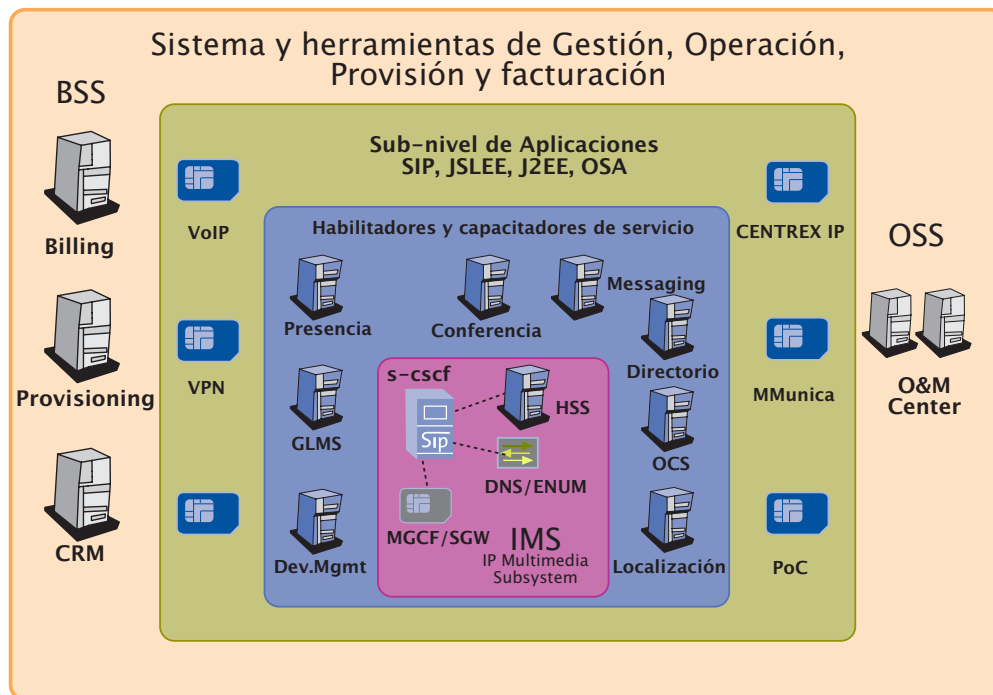 Sistema y herramientas de Gestión, Operación,
Provisión y facturación
BSS
Billing
Provisioning
CRM
Sub-nivel de Aplicaciones
SIP, JSLEE, J2EE, OSA
VoIP
VPN
CENTREX IP
MMunica
PoC
Habilitadores y capacitadores de servicio
Presencia
Conferencia
Messaging
Directorio
GLMS
OCS
Dev.Mgmt
Localización
s-cscf
Sip
HSS
DNS/ENUM
MGCF/SGW
IMS
IP Multimedia
Subsystem
OSS
O&M
Center